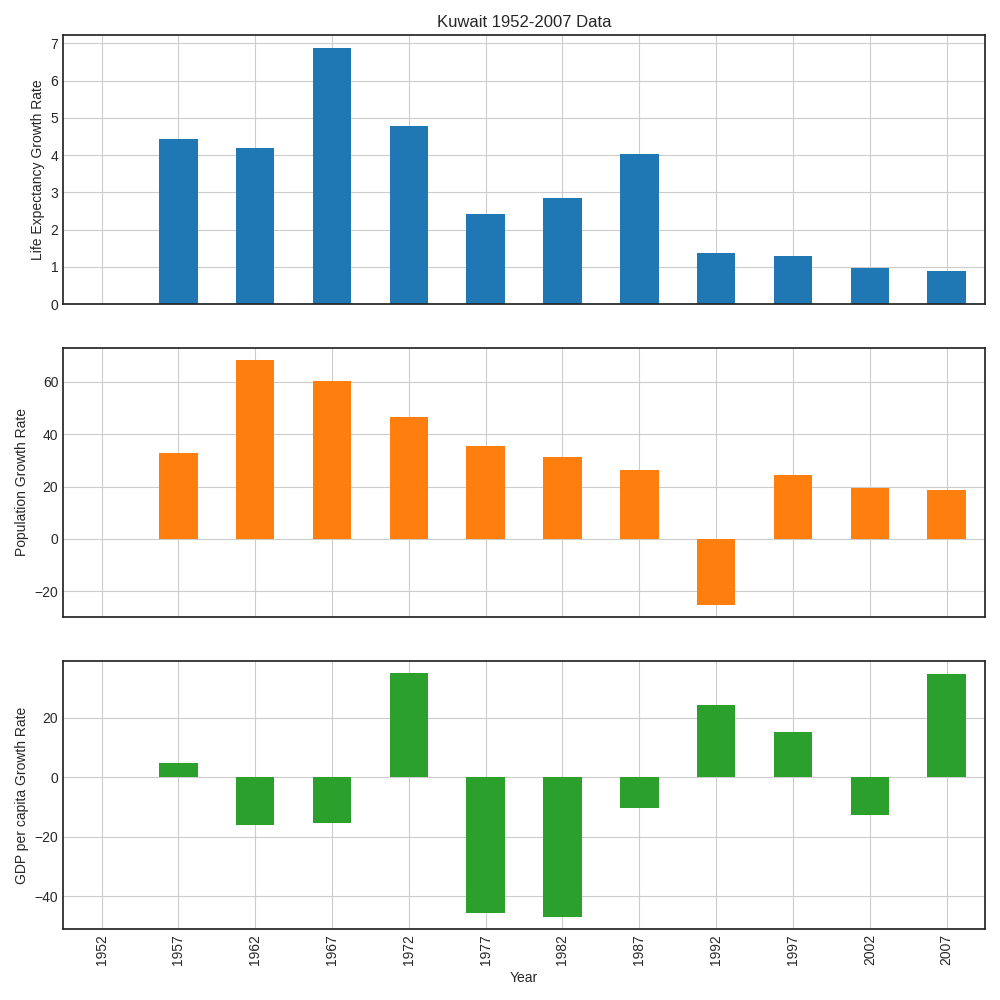 Kuwait 1952-2007 Data
Life Expectancy Growth Rate
7
6
5
4
3
2
1
0
Population Growth Rate
60
40
20
0
−20
GDP per capita Growth Rate
20
0
−20
−40
1952 1957 1962 1967 1972 1977 1982 1987 1992 1997 2002 2007
Year